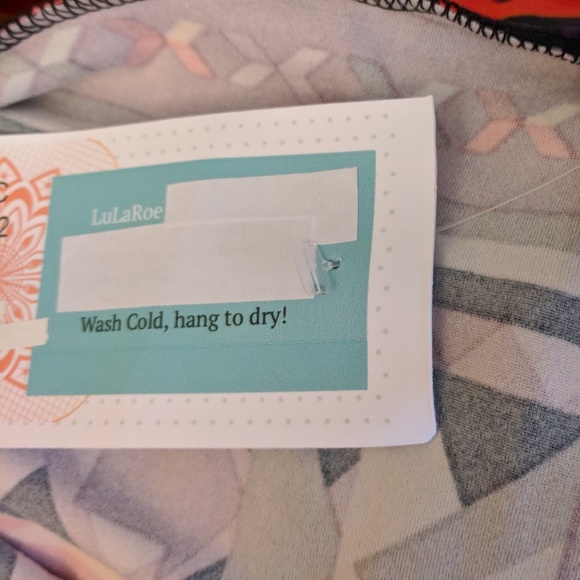 LuLaRoe
Wash Cold, hang to dry!